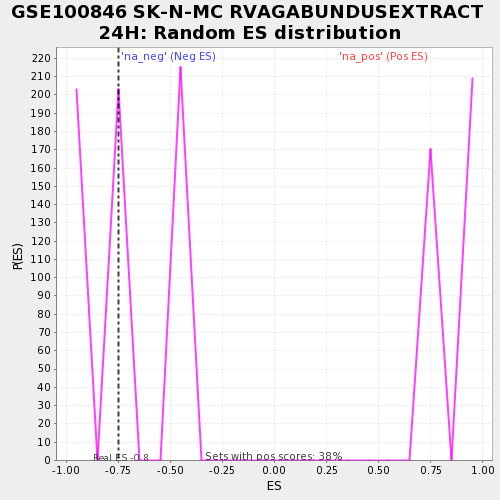 GSE100846 SK-N-MC RVAGABUNDUSEXTRACT
24H: Random ES distribution
'na_neg' (Neg ES)
'na_pos' (Pos ES)
220
210
200
190
180
170
160
150
140
130
120
110
100
90
80
70
60
50
40
30
20
10
0
P(ES)
Real ES -0.8
Sets with pos scores: 38%
-1.00 -0.75 -0.50 -0.25 0.00 0.25 0.50 0.75 1.00
ES